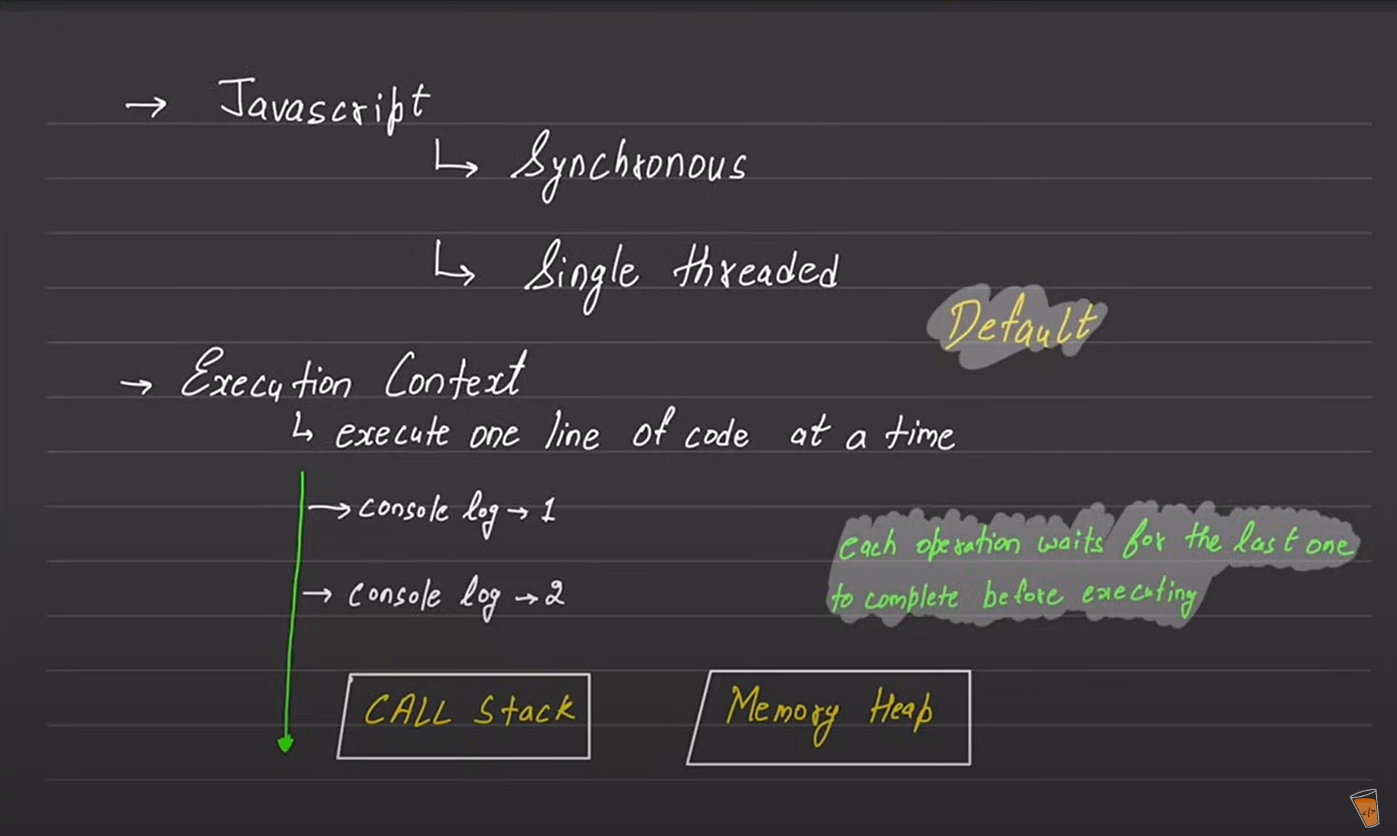 → Javascript
↳ Synchronous
↳ Single threaded
Default
→ Execution Context
↳ execute one line of code at a time
→ console log → 1
each operation waits for the last one
→ console log → 2
to complete before executing
CALL Stack
Memory Heap
</>